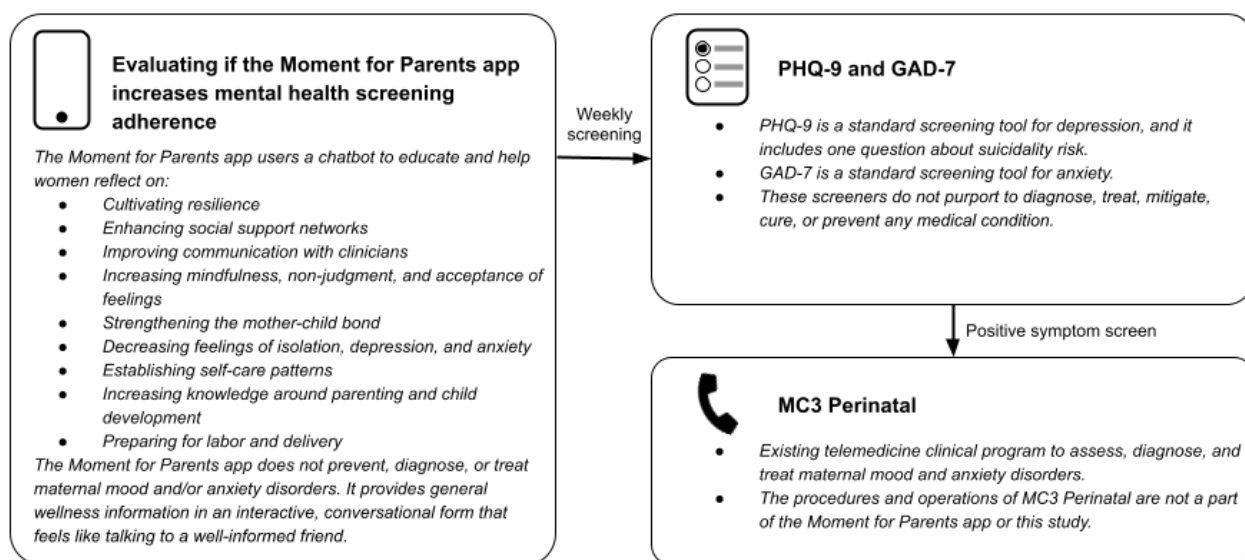 Evaluating if the Moment for Parents app
increases mental health screening
adherence
The Moment for Parents app users a chatbot to educate and help
women reflect on:
● Cultivating resilience
● Enhancing social support networks
● Improving communication with clinicians
● Increasing mindfulness, non-judgment, and acceptance of
feelings
● Strengthening the mother-child bond
● Decreasing feelings of isolation, depression, and anxiety
● Establishing self-care patterns
● Increasing knowledge around parenting and child
development
● Preparing for labor and delivery
The Moment for Parents app does not prevent, diagnose, or treat
maternal mood and/or anxiety disorders. It provides general
wellness information in an interactive, conversational form that
feels like talking to a well-informed friend.
Weekly
screening
PHQ-9 and GAD-7
● PHQ-9 is a standard screening tool for depression, and it
includes one question about suicidality risk.
● GAD-7 is a standard screening tool for anxiety.
● These screeners do not purport to diagnose, treat, mitigate,
cure, or prevent any medical condition.
Positive symptom screen
MC3 Perinatal
● Existing telemedicine clinical program to assess, diagnose, and
treat maternal mood and anxiety disorders.
● The procedures and operations of MC3 Perinatal are not a part
of the Moment for Parents app or this study.